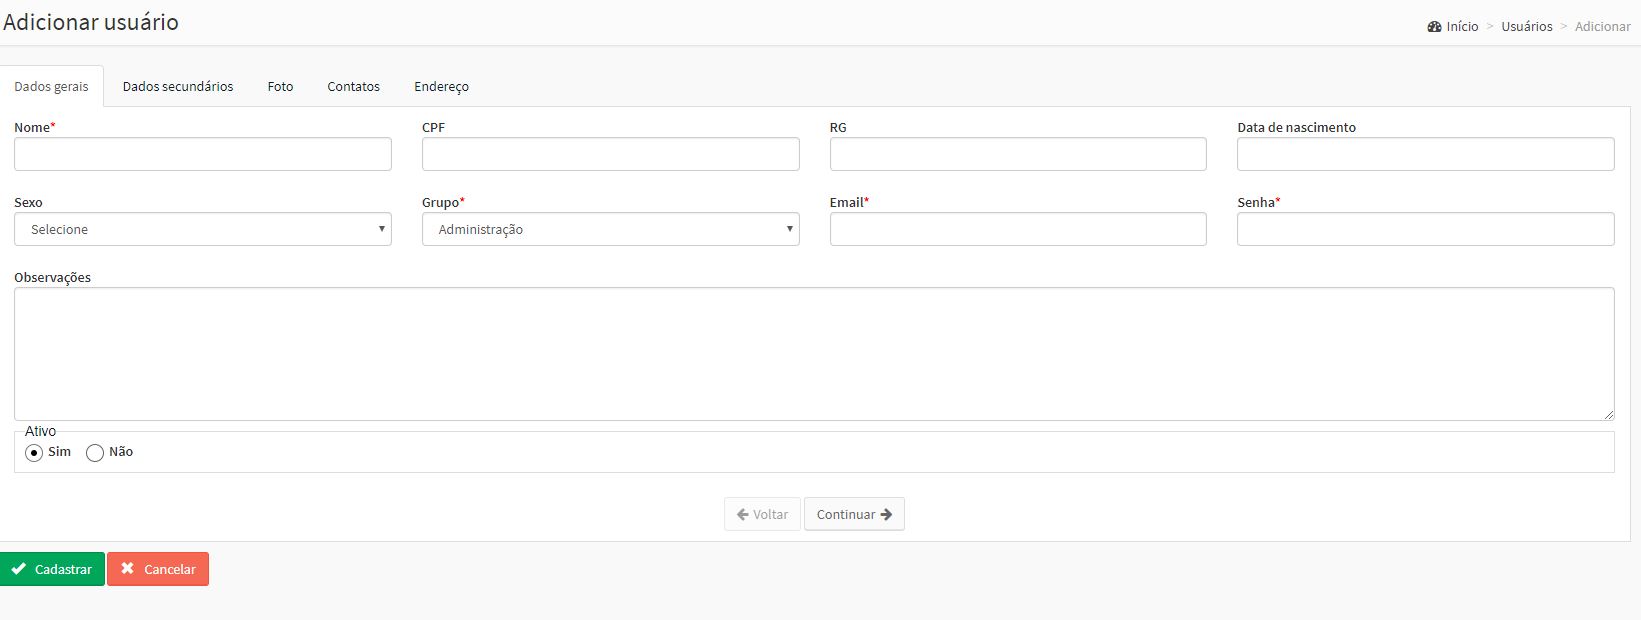 Adicionar usuário
Início > Usuários > Adicionar
Dados gerais Dados secundários Foto Contatos Endereço
Nome* CPF RG Data de nascimento
Sexo Grupo* Email* Senha*
Selecione Administração
Observações
Ativo
Sim Não
Voltar Continuar
Cadastrar Cancelar